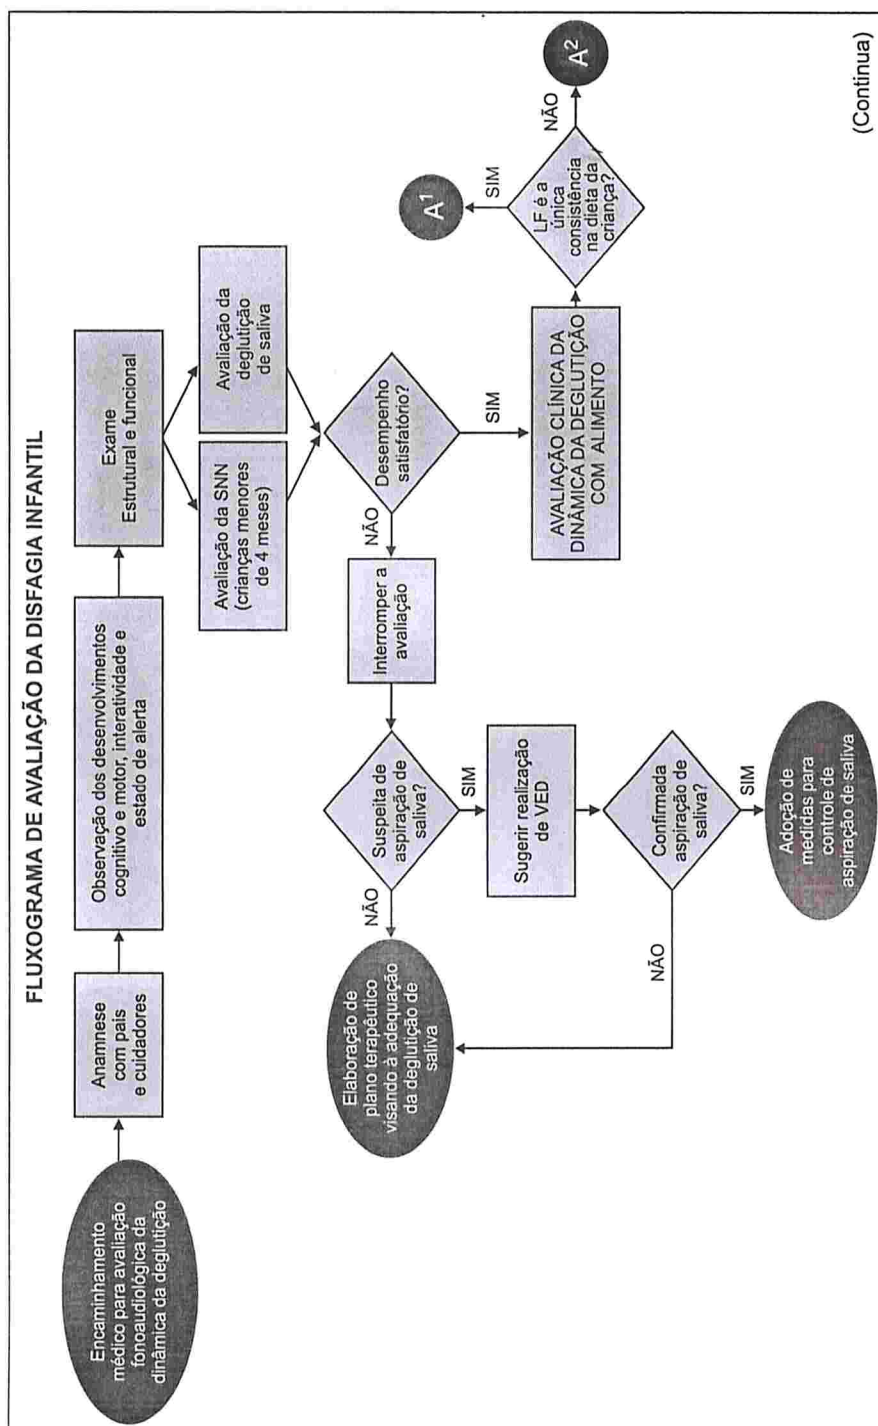 FLUXOGRAMA DE AVALIAÇÃO DA DISFAGIA INFANTIL
Encaminhamento
médico para avaliação
fonoaudiológica da
dinâmica da deglutição
Anamnese
com pais
e cuidadores
Observação dos desenvolvimentos
cognitivo e motor, interatividade e
estado de alerta
Exame
Estrutural e funcional
Avaliação da SNN
(crianças menores
de 4 meses)
Avaliação da
deglutição
de saliva
Desempenho
satisfatório?
NÃO
SIM
Interromper a
avaliação
Suspeita de
aspiração de
saliva?
NÃO
SIM
Elaboração de
plano terapêutico
visando à adequação
da deglutição de
saliva
Sugerir realização
de VED
Confirmada
aspiração de
saliva?
NÃO
SIM
Adoção de
medidas para
controle de
aspiração de saliva
AVALIAÇÃO CLÍNICA DA
DINÂMICA DA DEGLUTIÇÃO
COM ALIMENTO
LF é a
única
consistência
na dieta da
criança?
SIM
A1
NÃO
A2
(Continua)